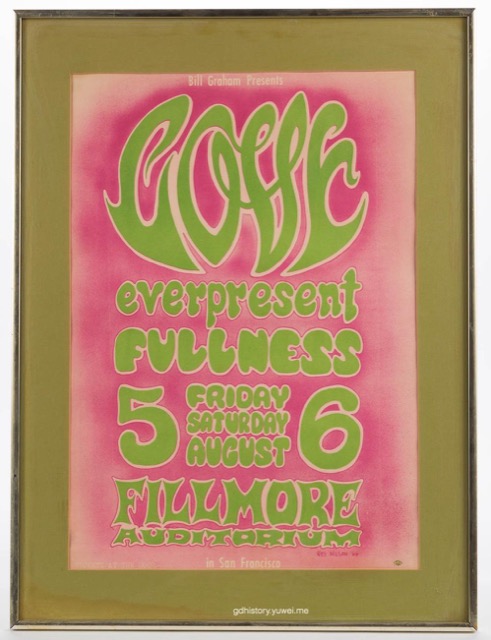 Bill Graham Presents
LOVE
everpresent
FULLNESS
5 FRIDAY SATURDAY AUGUST 6
FILLMORE
AUDITORIUM
in San Francisco
gdhistory.yuwei.me